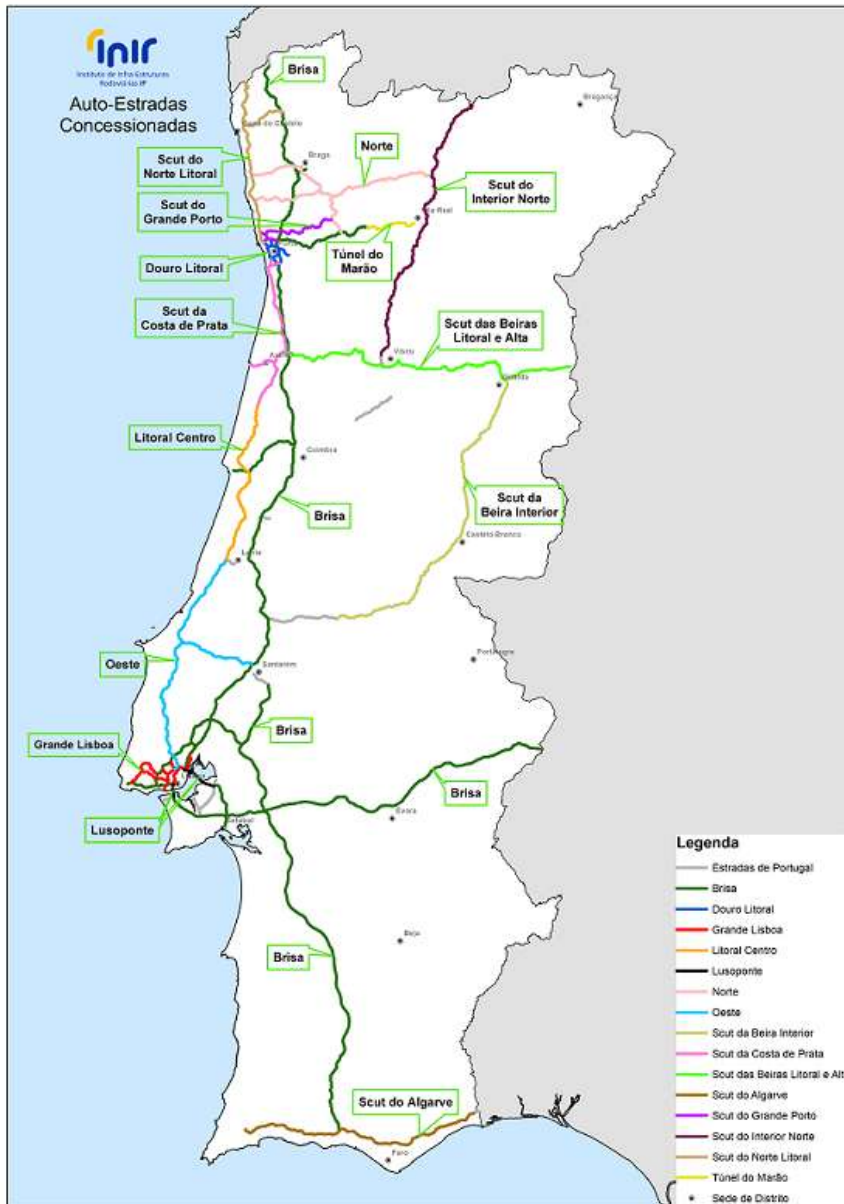 inir
Instituto de Infra-Estruturas
Rodoviárias IP
Auto-Estradas
Concessionadas
Brisa
Bragança
Viana do Castelo
Scut do
Norte Litoral
Braga
Norte
Scut do
Interior Norte
Scut do
Grande Porto
Vila Real
Túnel do
Marão
Douro Litoral
Scut da
Costa de Prata
Scut das Beiras
Litoral e Alta
Viseu
Guarda
Litoral Centro
Coimbra
Brisa
Scut da
Beira Interior
Castelo Branco
Leiria
Oeste
Santarém
Portalegre
Brisa
Grande Lisboa
Brisa
Lusoponte
Setúbal
Évora
Beja
Brisa
Scut do Algarve
Faro
Legenda
Estradas de Portugal
Brisa
Douro Litoral
Grande Lisboa
Litoral Centro
Lusoponte
Norte
Oeste
Scut da Beira Interior
Scut da Costa de Prata
Scut das Beiras Litoral e Alt
Scut do Algarve
Scut do Grande Porto
Scut do Interior Norte
Scut do Norte Litoral
Túnel do Marão
Sede de Distrito